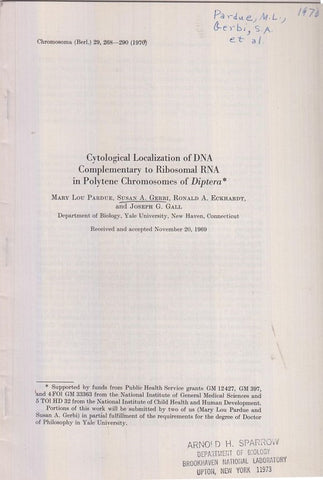 Pardue, M.L., 1970
Gerbi, S.A.
et al
Chromosoma (Berl.) 29, 268—290 (1970)
Cytological Localization of DNA
Complementary to Ribosomal RNA
in Polytene Chromosomes of Diptera*
Mary Lou Pardue, Susan A. Gerbi, Ronald A. Eckhardt,
and Joseph G. Gall
Department of Biology, Yale University, New Haven, Connecticut
Received and accepted November 20, 1969
* Supported by funds from Public Health Service grants GM 12427, GM 397,
and 4 FO1 GM 33363 from the National Institute of General Medical Sciences and
5 TO1 HD 32 from the National Institute of Child Health and Human Development.
Portions of this work will be submitted by two of us (Mary Lou Pardue and
Susan A. Gerbi) in partial fulfillment of the requirements for the degree of Doctor
of Philosophy in Yale University.
ARNOLD H. SPARROW
DEPARTMENT OF ECOLOGY
BROOKHAVEN NATIONAL LABORATORY
UPTON, NEW YORK 11973